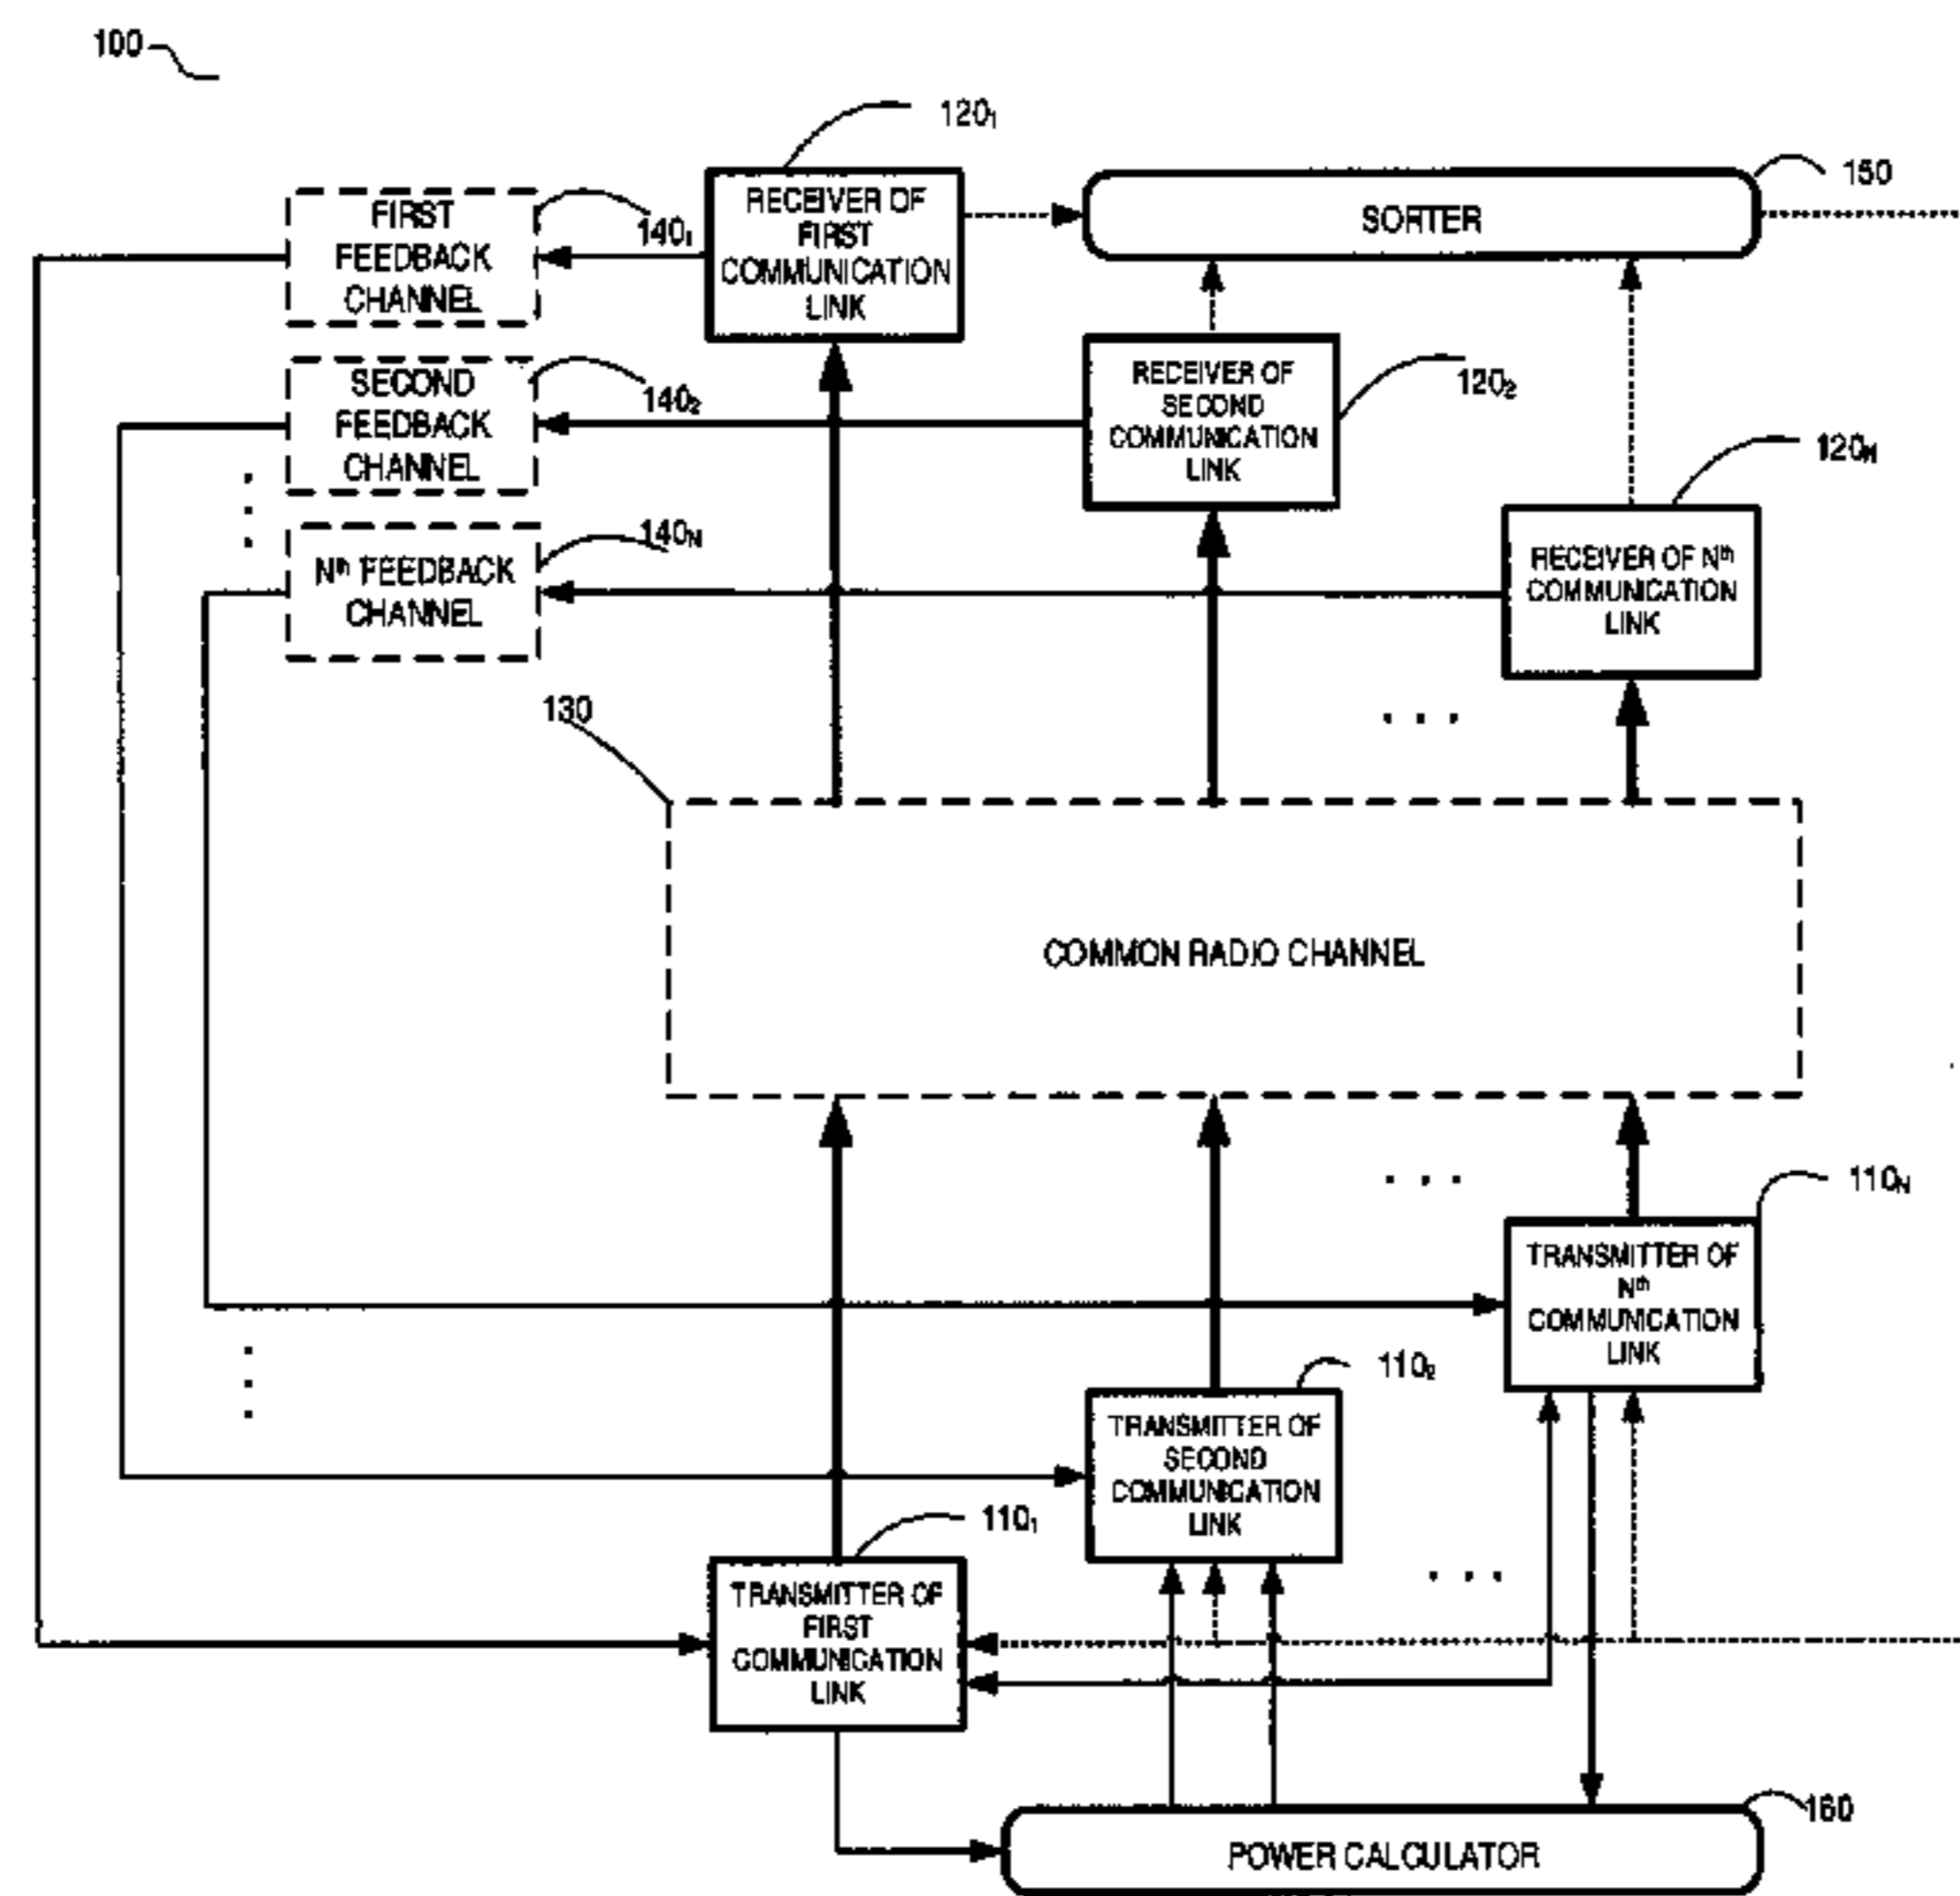 100
120₁
150
RECEIVER OF
FIRST
COMMUNICATION
LINK
SORTER
FIRST
FEEDBACK
CHANNEL
140₁
RECEIVER OF
SECOND
COMMUNICATION
LINK
120₂
SECOND
FEEDBACK
CHANNEL
140₂
120N
RECEIVER OF Nth
COMMUNICATION
LINK
140N
Nth FEEDBACK
CHANNEL
. . .
130
. . .
COMMON RADIO CHANNEL
. . .
110N
TRANSMITTER OF
Nth
COMMUNICATION
LINK
. . .
110₂
TRANSMITTER OF
SECOND
COMMUNICATION
LINK
110₁
. . .
TRANSMITTER OF
FIRST
COMMUNICATION
LINK
160
POWER CALCULATOR